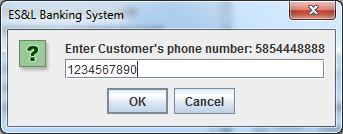 ES&L Banking System
Enter Customer's phone number: 5854448888
1234567890
OK Cancel